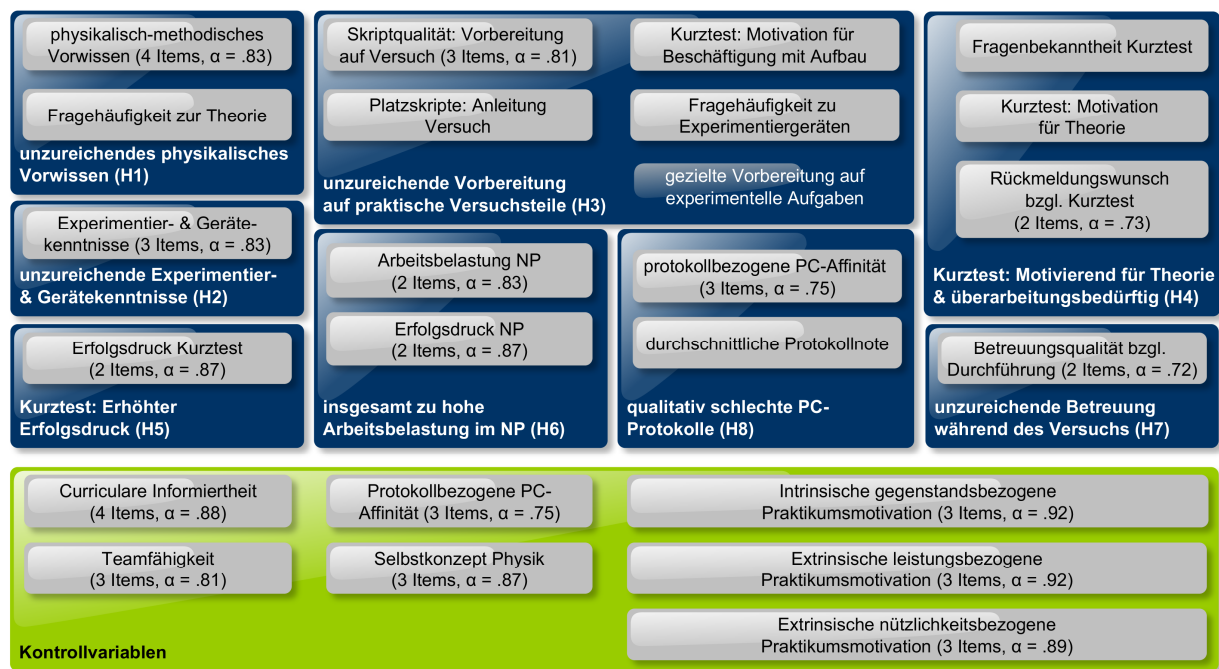 physikalisch-methodisches
Vorwissen (4 Items, α = .83)
Fragehäufigkeit zur Theorie
unzureichendes physikalisches
Vorwissen (H1)
Skriptqualität: Vorbereitung
auf Versuch (3 Items, α = .81)
Kurztest: Motivation für
Beschäftigung mit Aufbau
Platzskripte: Anleitung
Versuch
Fragehäufigkeit zu
Experimentiergeräten
unzureichende Vorbereitung
auf praktische Versuchsteile (H3)
gezielte Vorbereitung auf
experimentelle Aufgaben
Fragenbekanntheit Kurztest
Kurztest: Motivation
für Theorie
Rückmeldungswunsch
bzgl. Kurztest
(2 Items, α = .73)
Kurztest: Motivierend für Theorie
& überarbeitungsbedürftig (H4)
Experimentier- & Geräte-
kenntnisse (3 Items, α = .83)
unzureichende Experimentier-
& Gerätekenntnisse (H2)
Erfolgsdruck Kurztest
(2 Items, α = .87)
Kurztest: Erhöhter
Erfolgsdruck (H5)
Arbeitsbelastung NP
(2 Items, α = .83)
Erfolgsdruck NP
(2 Items, α = .87)
insgesamt zu hohe
Arbeitsbelastung im NP (H6)
protokollbezogene PC-Affinität
(3 Items, α = .75)
durchschnittliche Protokollnote
qualitativ schlechte PC-
Protokolle (H8)
Betreuungsqualität bzgl.
Durchführung (2 Items, α = .72)
unzureichende Betreuung
während des Versuchs (H7)
Curriculare Informiertheit
(4 Items, α = .88)
Protokollbezogene PC-
Affinität (3 Items, α = .75)
Intrinsische gegenstandsbezogene
Praktikumsmotivation (3 Items, α = .92)
Teamfähigkeit
(3 Items, α = .81)
Selbstkonzept Physik
(3 Items, α = .87)
Extrinsische leistungsbezogene
Praktikumsmotivation (3 Items, α = .92)
Extrinsische nützlichkeitsbezogene
Praktikumsmotivation (3 Items, α = .89)
Kontrollvariablen